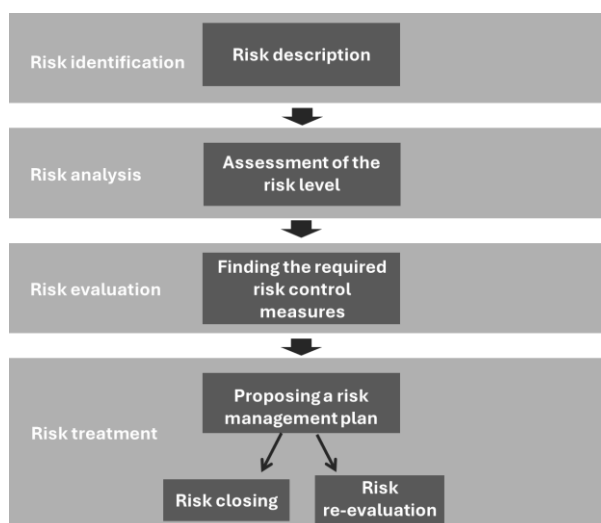 Risk identification
Risk description
Risk analysis
Assessment of the
risk level
Risk evaluation
Finding the required
risk control
measures
Risk treatment
Proposing a risk
management plan
Risk closing
Risk
re-evaluation